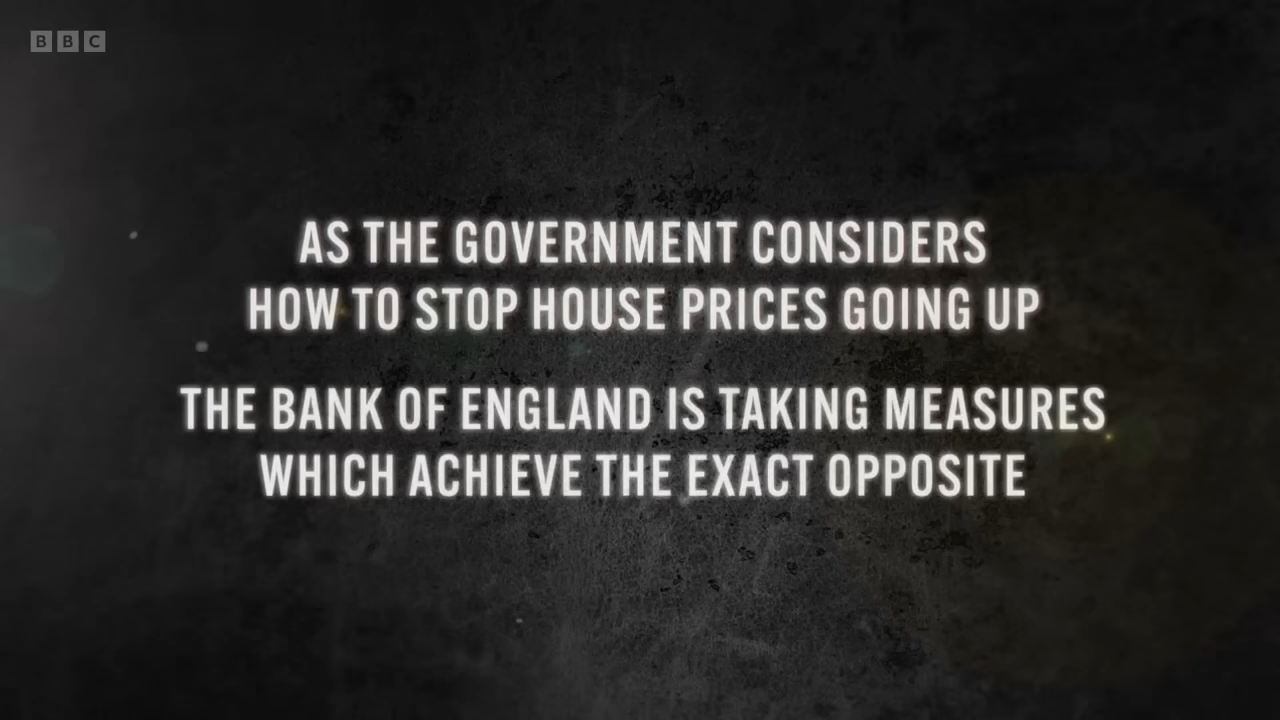 BBC
AS THE GOVERNMENT CONSIDERS
HOW TO STOP HOUSE PRICES GOING UP
THE BANK OF ENGLAND IS TAKING MEASURES
WHICH ACHIEVE THE EXACT OPPOSITE